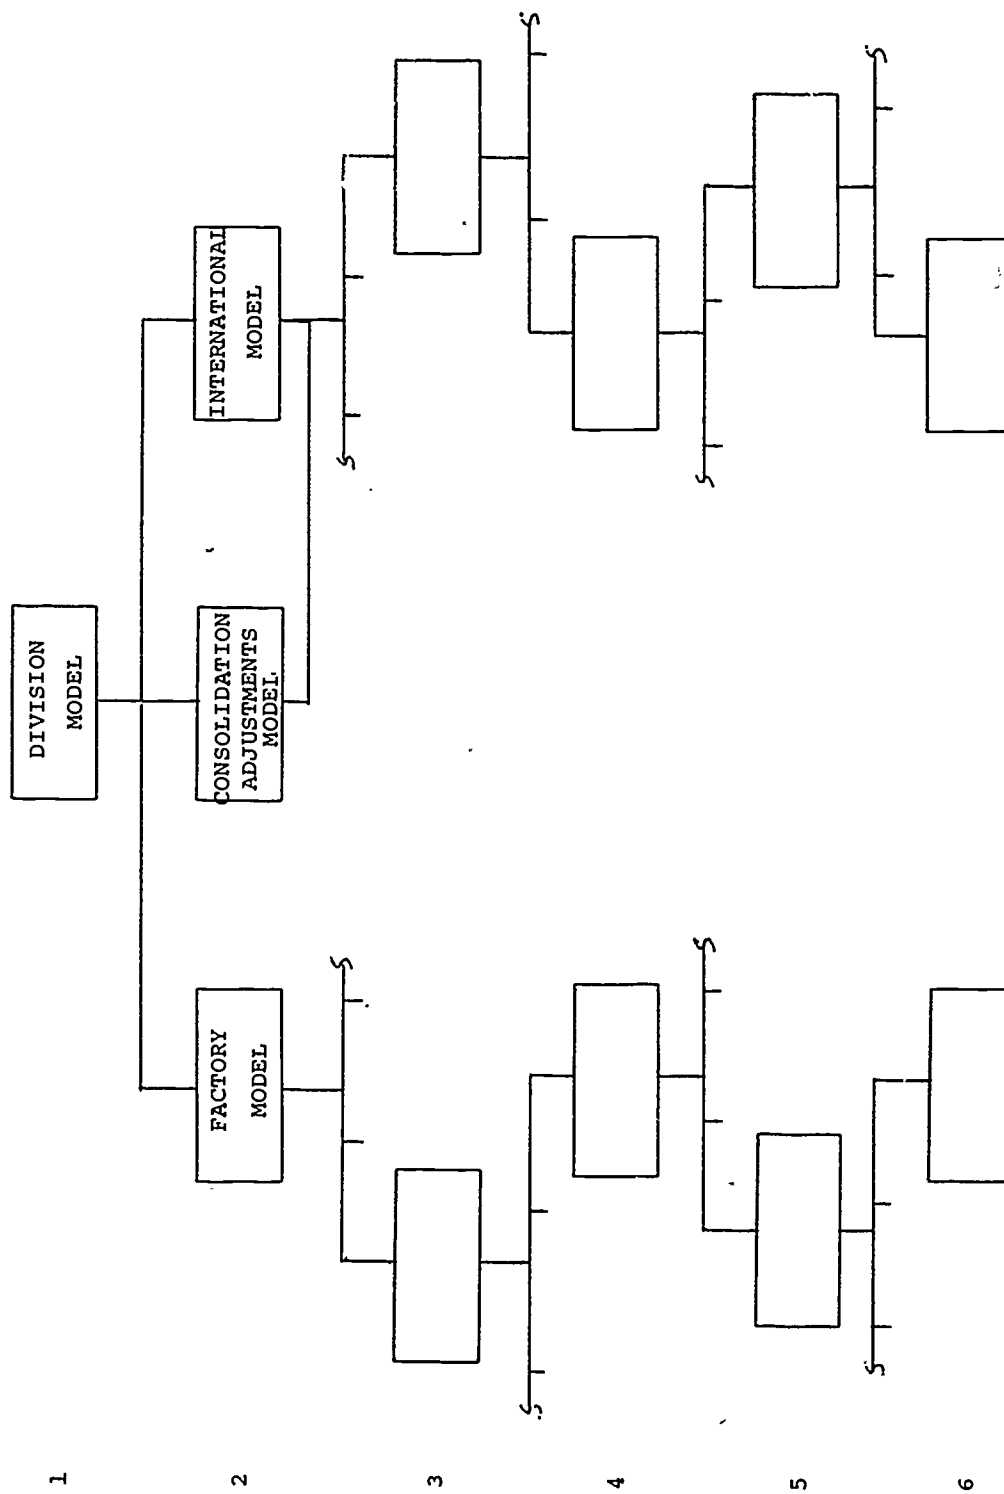 1
DIVISION
MODEL
2
FACTORY
MODEL
CONSOLIDATION
ADJUSTMENTS
MODEL
INTERNATIONAL
MODEL
3
4
5
6